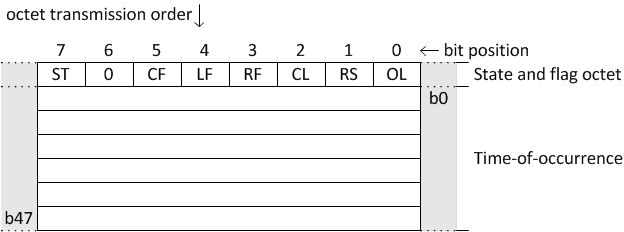 octet transmission order
7 6 5 4 3 2 1 0 ← bit position
ST 0 CF LF RF CL RS OL State and flag octet
b0
Time-of-occurrence
b47